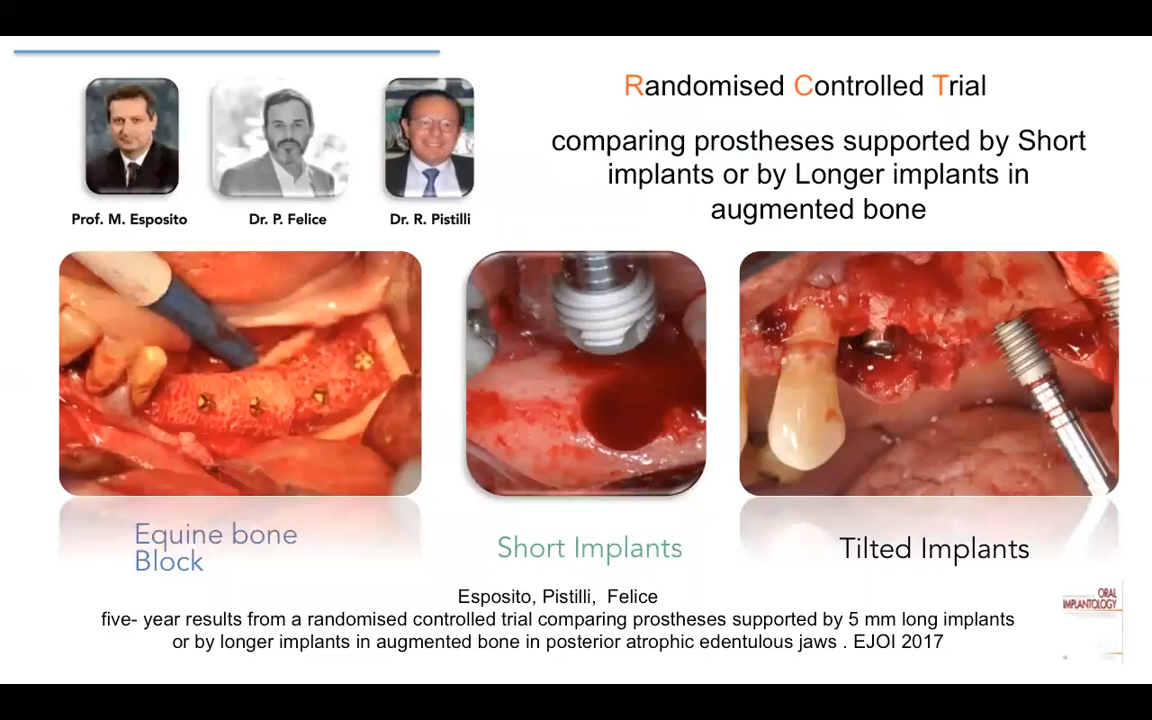 Randomised Controlled Trial
comparing prostheses supported by Short
implants or by Longer implants in
augmented bone
Prof. M. Esposito
Dr. P. Felice
Dr. R. Pistilli
Equine bone
Block
Short Implants
Tilted Implants
Esposito, Pistilli, Felice
five- year results from a randomised controlled trial comparing prostheses supported by 5 mm long implants
or by longer implants in augmented bone in posterior atrophic edentulous jaws . EJOI 2017
ORAL
IMPLANTOLOGY